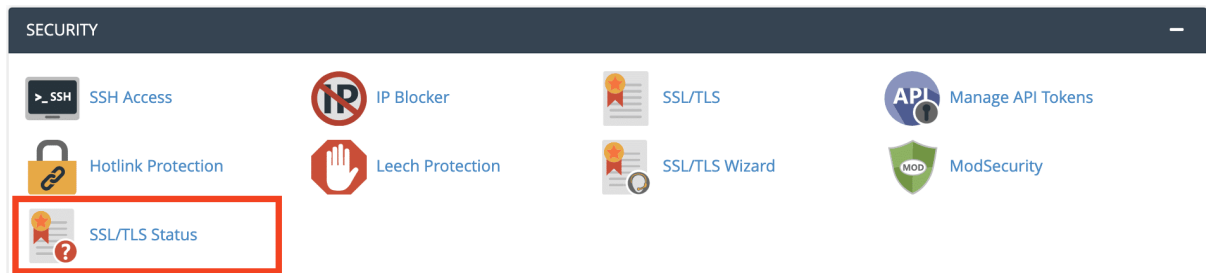 SECURITY
>_ SSH SSH Access IP IP Blocker SSL/TLS API Manage API Tokens
Hotlink Protection Leech Protection SSL/TLS Wizard MOD ModSecurity
? SSL/TLS Status